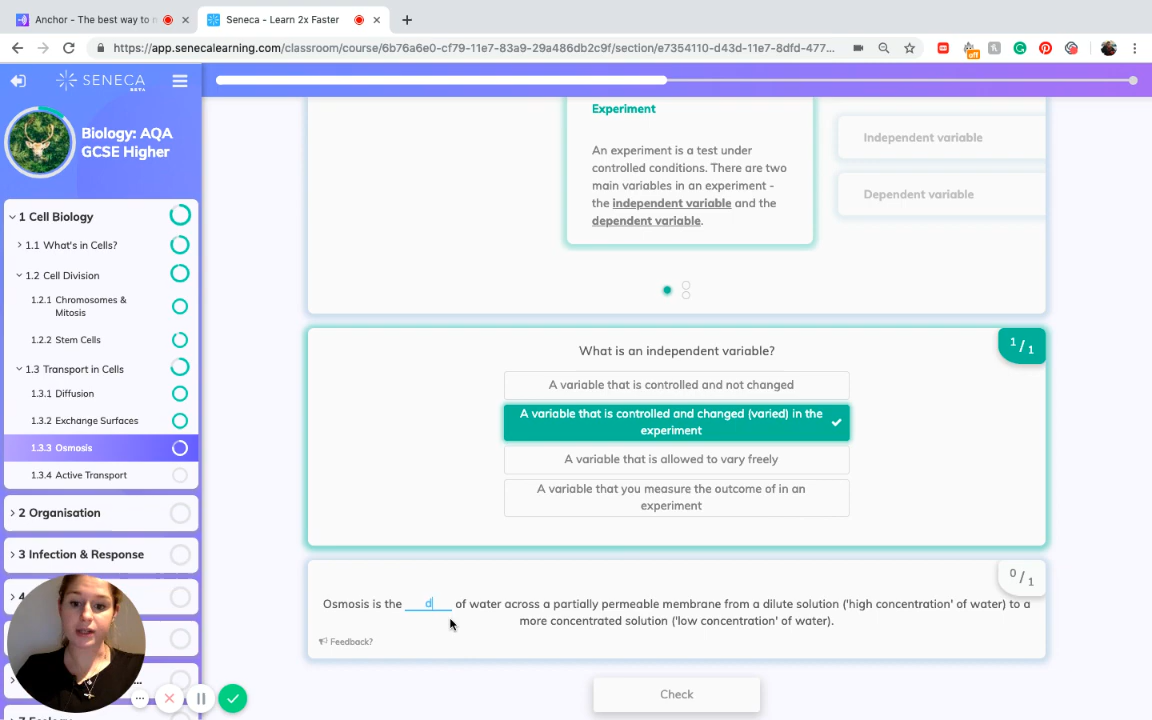 Anchor - The best way to
Seneca - Learn 2x Faster
https://app.senecalearning.com/classroom/course/6b76a6e0-cf79-11e7-83a9-29a486db2c9f/section/e7354110-d43d-11e7-8dfd-477...
off
SENECA
BETA
Biology: AQA
GCSE Higher
1 Cell Biology
1.1 What's in Cells?
1.2 Cell Division
1.2.1 Chromosomes &
Mitosis
1.2.2 Stem Cells
1.3 Transport in Cells
1.3.1 Diffusion
1.3.2 Exchange Surfaces
1.3.3 Osmosis
1.3.4 Active Transport
2 Organisation
3 Infection & Response
4
Experiment
An experiment is a test under
controlled conditions. There are two
main variables in an experiment -
the independent variable and the
dependent variable.
Independent variable
Dependent variable
What is an independent variable?
1/1
A variable that is controlled and not changed
A variable that is controlled and changed (varied) in the
experiment
A variable that is allowed to vary freely
A variable that you measure the outcome of in an
experiment
0/1
Osmosis is the d of water across a partially permeable membrane from a dilute solution ('high concentration' of water) to a
more concentrated solution ('low concentration' of water).
Feedback?
Check